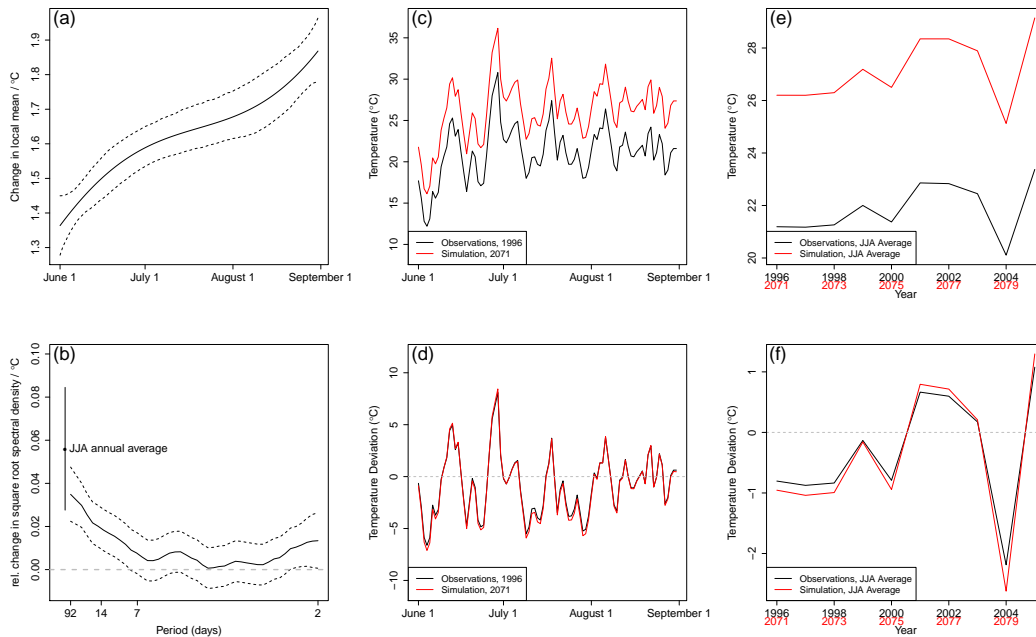 (a)
Change in local mean / °C
1.3 1.4 1.5 1.6 1.7 1.8 1.9
June 1 July 1 August 1 September 1
(c)
Temperature (°C)
10 15 20 25 30 35
Observations, 1996
Simulation, 2071
June 1 July 1 August 1 September 1
(e)
Temperature (°C)
20 22 24 26 28
Observations, JJA Average
Simulation, JJA Average
1996 1998 2000 2002 2004
2071 2073 2075 2077 2079
Year
(b)
rel. change in square root spectral density / °C
0.00 0.02 0.04 0.06 0.08 0.10
JJA annual average
92 14 7 2
Period (days)
(d)
Temperature Deviation (°C)
-10 -5 0 5 10
Observations, 1996
Simulation, 2071
June 1 July 1 August 1 September 1
(f)
Temperature Deviation (°C)
-2 -1 0 1
Observations, JJA Average
Simulation, JJA Average
1996 1998 2000 2002 2004
2071 2073 2075 2077 2079
Year